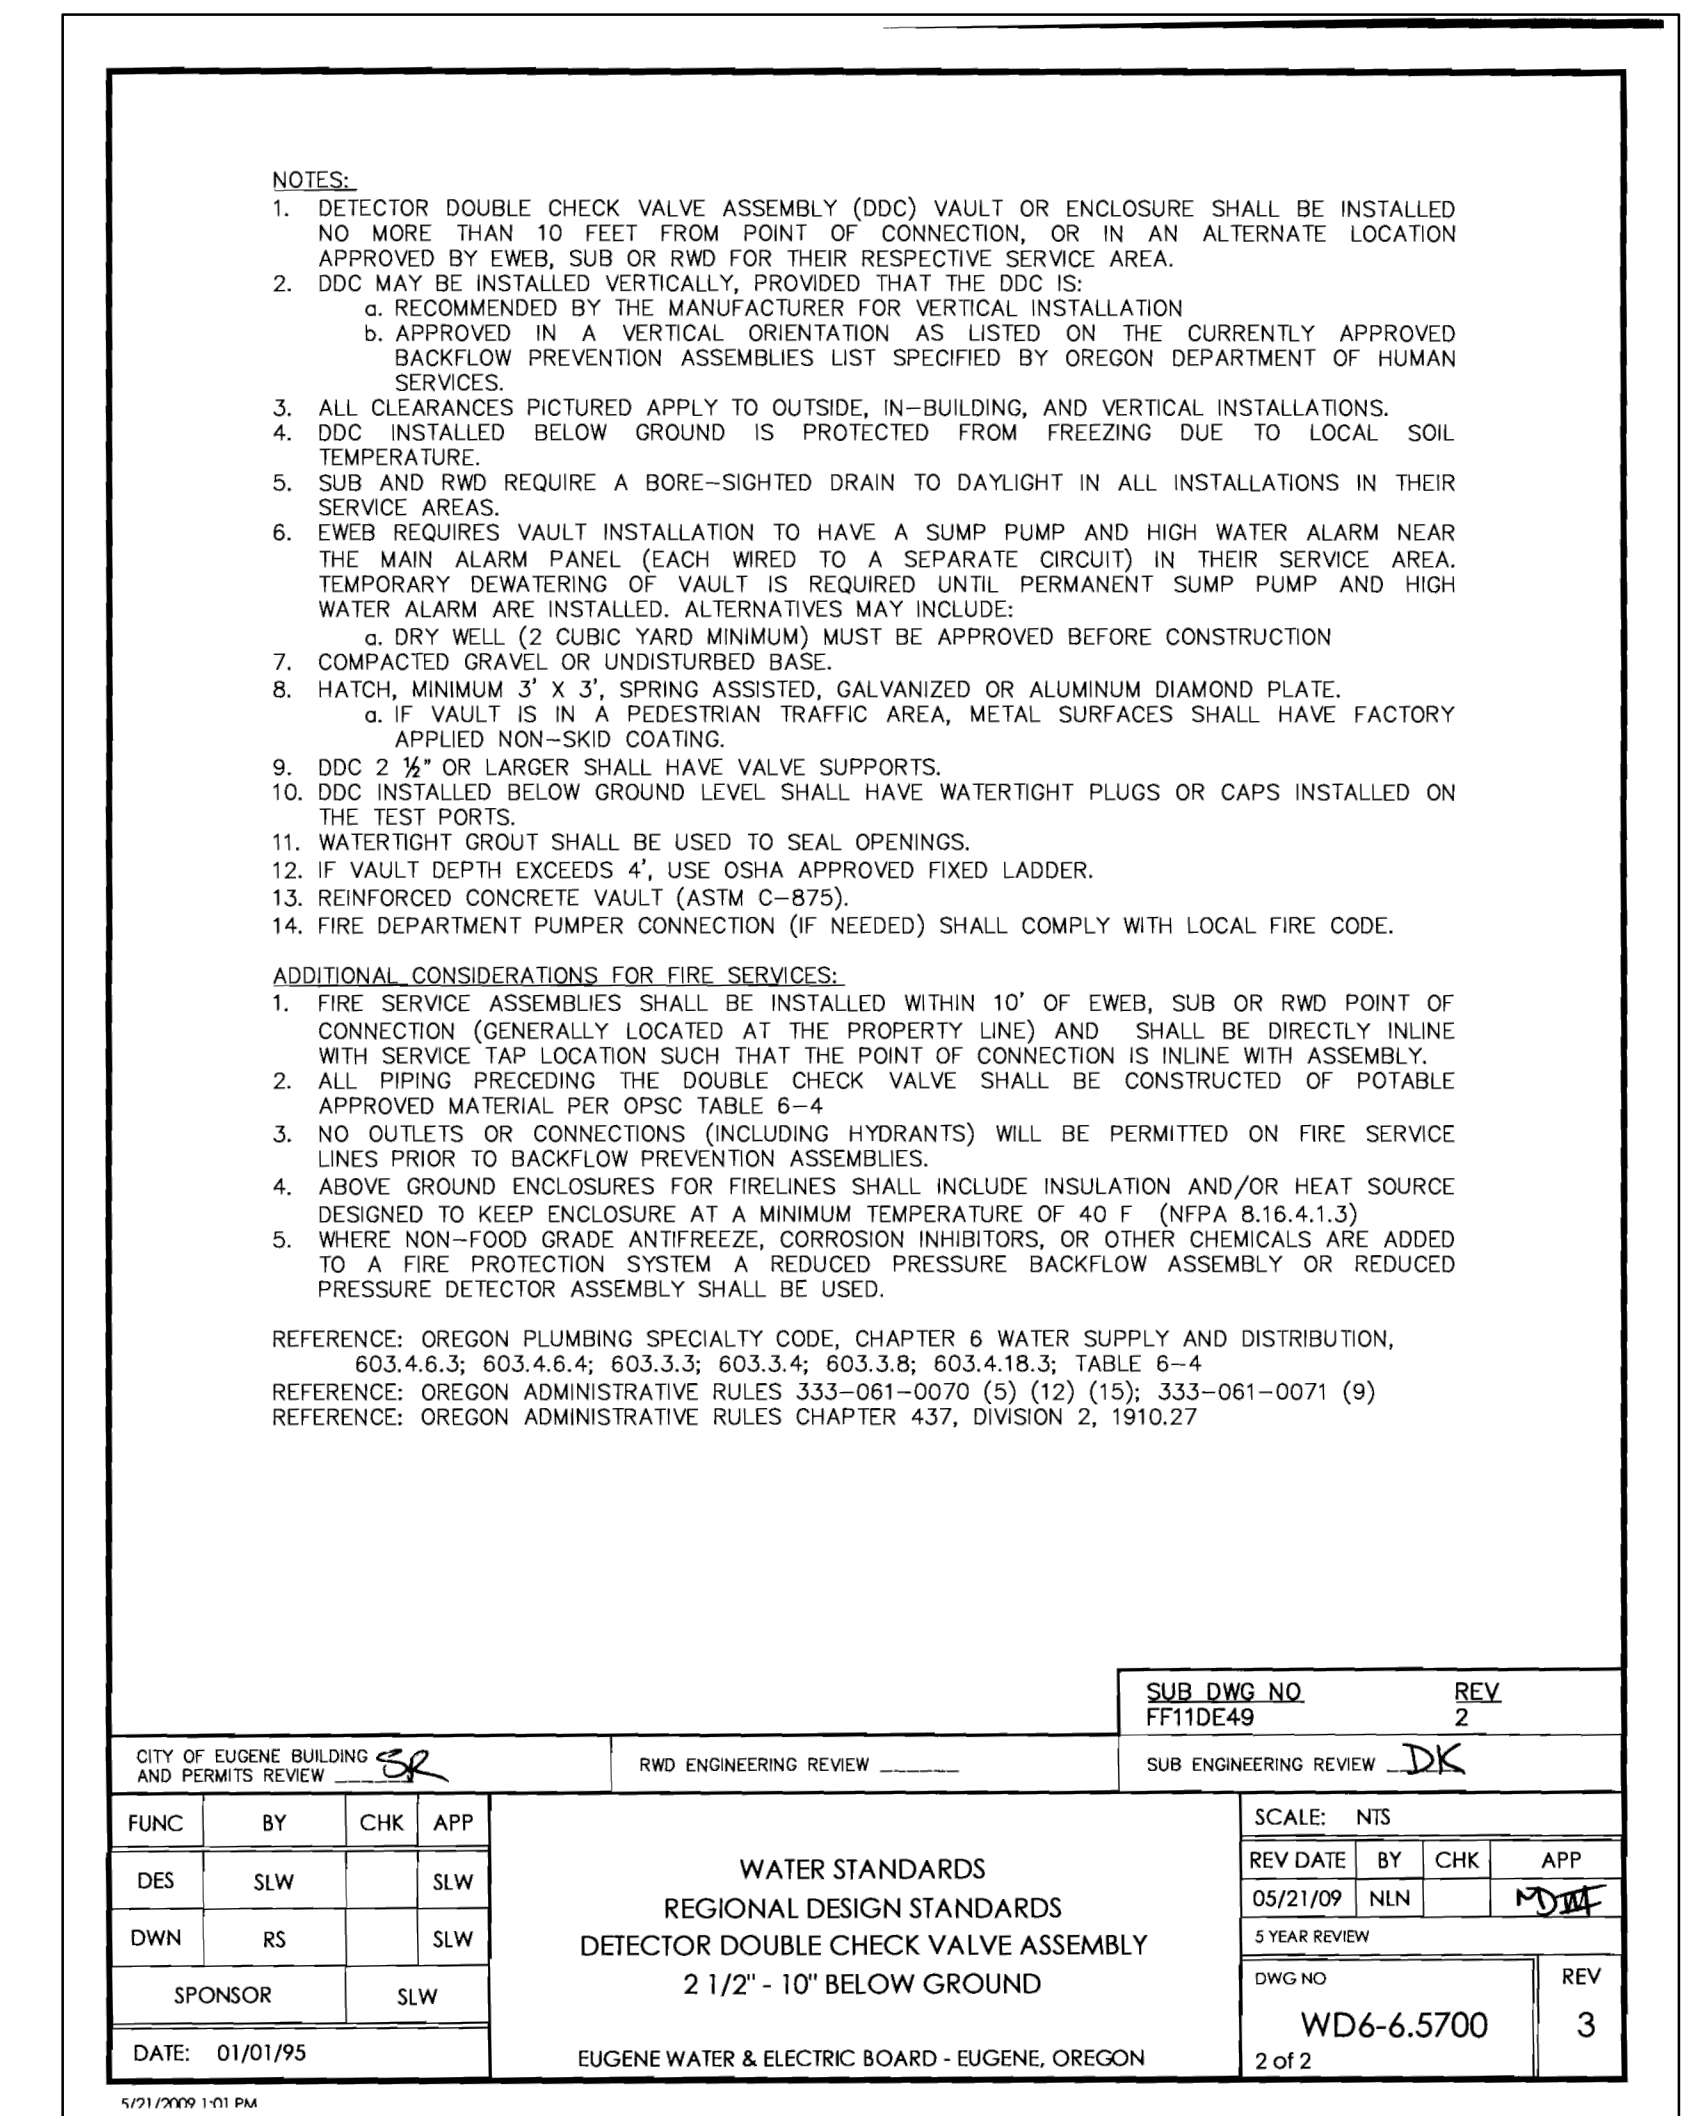 NOTES:
1. DETECTOR DOUBLE CHECK VALVE ASSEMBLY (DDC) VAULT OR ENCLOSURE SHALL BE INSTALLED
NO MORE THAN 10 FEET FROM POINT OF CONNECTION, OR IN AN ALTERNATE LOCATION
APPROVED BY EWEB, SUB OR RWD FOR THEIR RESPECTIVE SERVICE AREA.
2. DDC MAY BE INSTALLED VERTICALLY, PROVIDED THAT THE DDC IS:
a. RECOMMENDED BY THE MANUFACTURER FOR VERTICAL INSTALLATION
b. APPROVED IN A VERTICAL ORIENTATION AS LISTED ON THE CURRENTLY APPROVED
BACKFLOW PREVENTION ASSEMBLIES LIST SPECIFIED BY OREGON DEPARTMENT OF HUMAN
SERVICES.
3. ALL CLEARANCES PICTURED APPLY TO OUTSIDE, IN-BUILDING, AND VERTICAL INSTALLATIONS.
4. DDC INSTALLED BELOW GROUND IS PROTECTED FROM FREEZING DUE TO LOCAL SOIL
TEMPERATURE.
5. SUB AND RWD REQUIRE A BORE-SIGHTED DRAIN TO DAYLIGHT IN ALL INSTALLATIONS IN THEIR
SERVICE AREAS.
6. EWEB REQUIRES VAULT INSTALLATION TO HAVE A SUMP PUMP AND HIGH WATER ALARM NEAR
THE MAIN ALARM PANEL (EACH WIRED TO A SEPARATE CIRCUIT) IN THEIR SERVICE AREA.
TEMPORARY DEWATERING OF VAULT IS REQUIRED UNTIL PERMANENT SUMP PUMP AND HIGH
WATER ALARM ARE INSTALLED. ALTERNATIVES MAY INCLUDE:
a. DRY WELL (2 CUBIC YARD MINIMUM) MUST BE APPROVED BEFORE CONSTRUCTION
7. COMPACTED GRAVEL OR UNDISTURBED BASE.
8. HATCH, MINIMUM 3' X 3', SPRING ASSISTED, GALVANIZED OR ALUMINUM DIAMOND PLATE.
a. IF VAULT IS IN A PEDESTRIAN TRAFFIC AREA, METAL SURFACES SHALL HAVE FACTORY
APPLIED NON-SKID COATING.
9. DDC 2 ½" OR LARGER SHALL HAVE VALVE SUPPORTS.
10. DDC INSTALLED BELOW GROUND LEVEL SHALL HAVE WATERTIGHT PLUGS OR CAPS INSTALLED ON
THE TEST PORTS.
11. WATERTIGHT GROUT SHALL BE USED TO SEAL OPENINGS.
12. IF VAULT DEPTH EXCEEDS 4', USE OSHA APPROVED FIXED LADDER.
13. REINFORCED CONCRETE VAULT (ASTM C-875).
14. FIRE DEPARTMENT PUMPER CONNECTION (IF NEEDED) SHALL COMPLY WITH LOCAL FIRE CODE.
ADDITIONAL CONSIDERATIONS FOR FIRE SERVICES:
1. FIRE SERVICE ASSEMBLIES SHALL BE INSTALLED WITHIN 10' OF EWEB, SUB OR RWD POINT OF
CONNECTION (GENERALLY LOCATED AT THE PROPERTY LINE) AND SHALL BE DIRECTLY INLINE
WITH SERVICE TAP LOCATION SUCH THAT THE POINT OF CONNECTION IS INLINE WITH ASSEMBLY.
2. ALL PIPING PRECEDING THE DOUBLE CHECK VALVE SHALL BE CONSTRUCTED OF POTABLE
APPROVED MATERIAL PER OPSC TABLE 6-4
3. NO OUTLETS OR CONNECTIONS (INCLUDING HYDRANTS) WILL BE PERMITTED ON FIRE SERVICE
LINES PRIOR TO BACKFLOW PREVENTION ASSEMBLIES.
4. ABOVE GROUND ENCLOSURES FOR FIRELINES SHALL INCLUDE INSULATION AND/OR HEAT SOURCE
DESIGNED TO KEEP ENCLOSURE AT A MINIMUM TEMPERATURE OF 40 F (NFPA 8.16.4.1.3)
5. WHERE NON-FOOD GRADE ANTIFREEZE, CORROSION INHIBITORS, OR OTHER CHEMICALS ARE ADDED
TO A FIRE PROTECTION SYSTEM A REDUCED PRESSURE BACKFLOW ASSEMBLY OR REDUCED
PRESSURE DETECTOR ASSEMBLY SHALL BE USED.
REFERENCE: OREGON PLUMBING SPECIALTY CODE, CHAPTER 6 WATER SUPPLY AND DISTRIBUTION,
603.4.6.3; 603.4.6.4; 603.3.3; 603.3.4; 603.3.8; 603.4.18.3; TABLE 6-4
REFERENCE: OREGON ADMINISTRATIVE RULES 333-061-0070 (5) (12) (15); 333-061-0071 (9)
REFERENCE: OREGON ADMINISTRATIVE RULES CHAPTER 437, DIVISION 2, 1910.27
SUB DWG NO REV
FF11DE49 2
CITY OF EUGENE BUILDING
AND PERMITS REVIEW SR
RWD ENGINEERING REVIEW ______
SUB ENGINEERING REVIEW DK
FUNC BY CHK APP
DES SLW SLW
DWN RS SLW
SPONSOR SLW
DATE: 01/01/95
WATER STANDARDS
REGIONAL DESIGN STANDARDS
DETECTOR DOUBLE CHECK VALVE ASSEMBLY
2 1/2" - 10" BELOW GROUND
EUGENE WATER & ELECTRIC BOARD - EUGENE, OREGON
SCALE: NTS
REV DATE BY CHK APP
05/21/09 NLN
5 YEAR REVIEW
DWG NO REV
WD6-6.5700 3
2 of 2
5/21/2009 1:01 PM